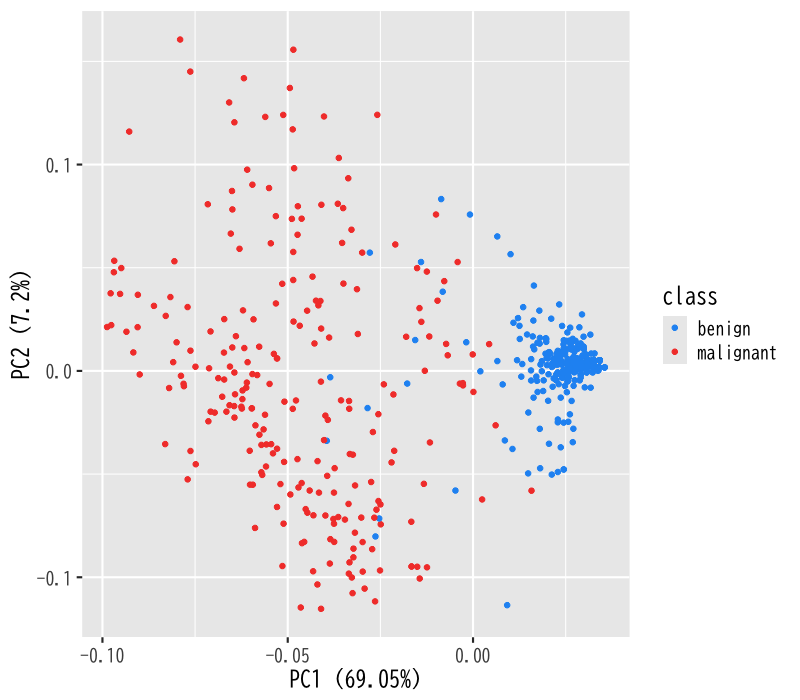 0.1
0.0
-0.1
PC2 (7.2%)
-0.10
-0.05
0.00
PC1 (69.05%)
class
benign
malignant